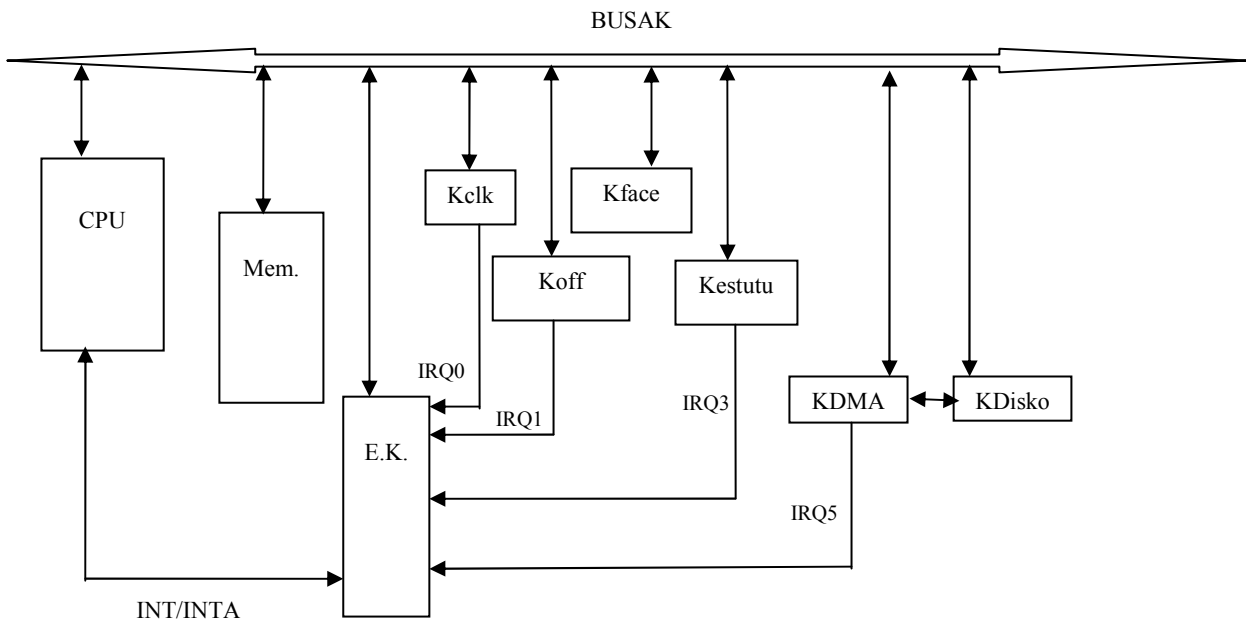 BUSAK
CPU
Mem.
Kclk
Koff
Kface
Kestutu
KDMA
KDisko
IRQ0
IRQ1
IRQ3
IRQ5
E.K.
INT/INTA